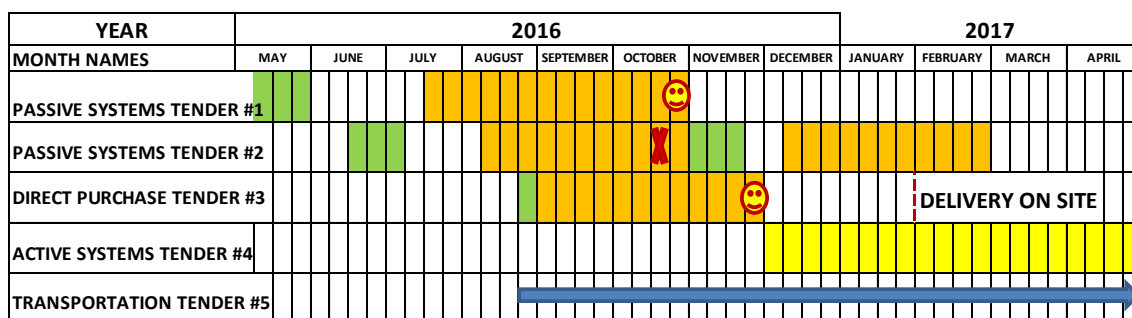 YEAR 2016 2017
MONTH NAMES MAY JUNE JULY AUGUST SEPTEMBER OCTOBER NOVEMBER DECEMBER JANUARY FEBRUARY MARCH APRIL
PASSIVE SYSTEMS TENDER #1
PASSIVE SYSTEMS TENDER #2
DIRECT PURCHASE TENDER #3 DELIVERY ON SITE
ACTIVE SYSTEMS TENDER #4
TRANSPORTATION TENDER #5